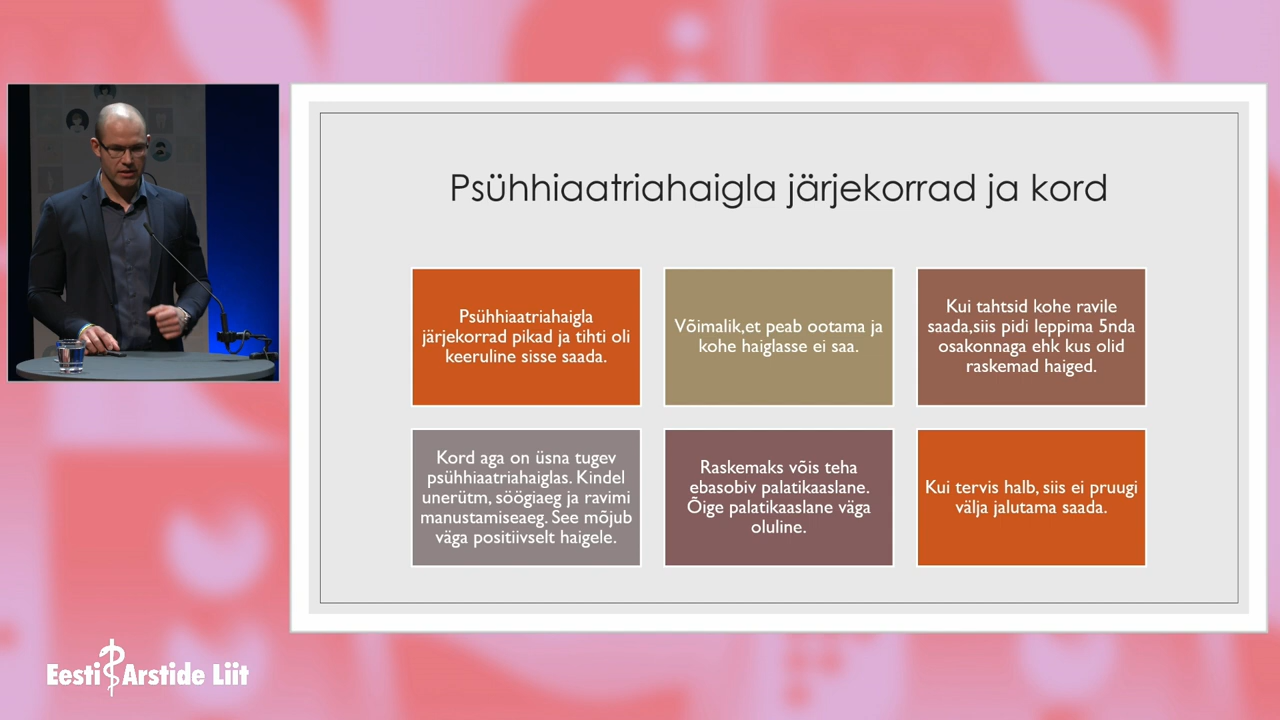 Psühhiaatriahaigla järjekorrad ja kord
Psühhiaatriahaigla
järjekorrad pikad ja tihti oli
keeruline sisse saada.
Võimalik,et peab ootama ja
kohe haiglasse ei saa.
Kui tahtsid kohe ravile
saada,siis pidi leppima 5nda
osakonnaga ehk kus olid
raskemad haiged.
Kord aga on üsna tugev
psühhiaatriahaiglas. Kindel
unerütm, söögiaeg ja ravimi
manustamiseaeg. See mõjub
väga positiivselt haigele.
Raskemaks võis teha
ebasobiv palatikaaslane.
Õige palatikaaslane väga
oluline.
Kui tervis halb, siis ei pruugi
välja jalutama saada.
Eesti Arstide Liit